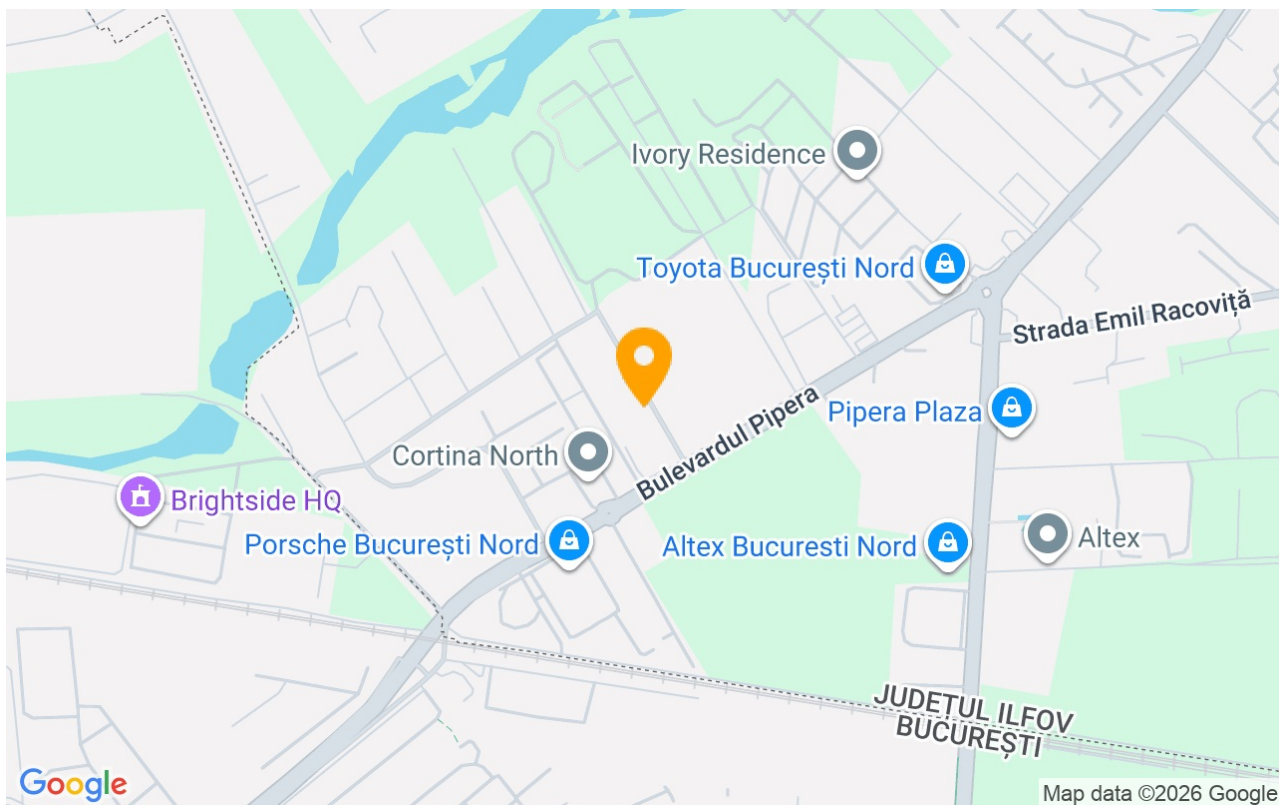 Ivory Residence
Toyota București Nord
Strada Emil Racoviță
Bulevardul Pipera
Pipera Plaza
Cortina North
Brightside HQ
Porsche București Nord
Altex Bucuresti Nord
Altex
JUDEȚUL ILFOV
BUCUREȘTI
Google
Map data ©2026 Google